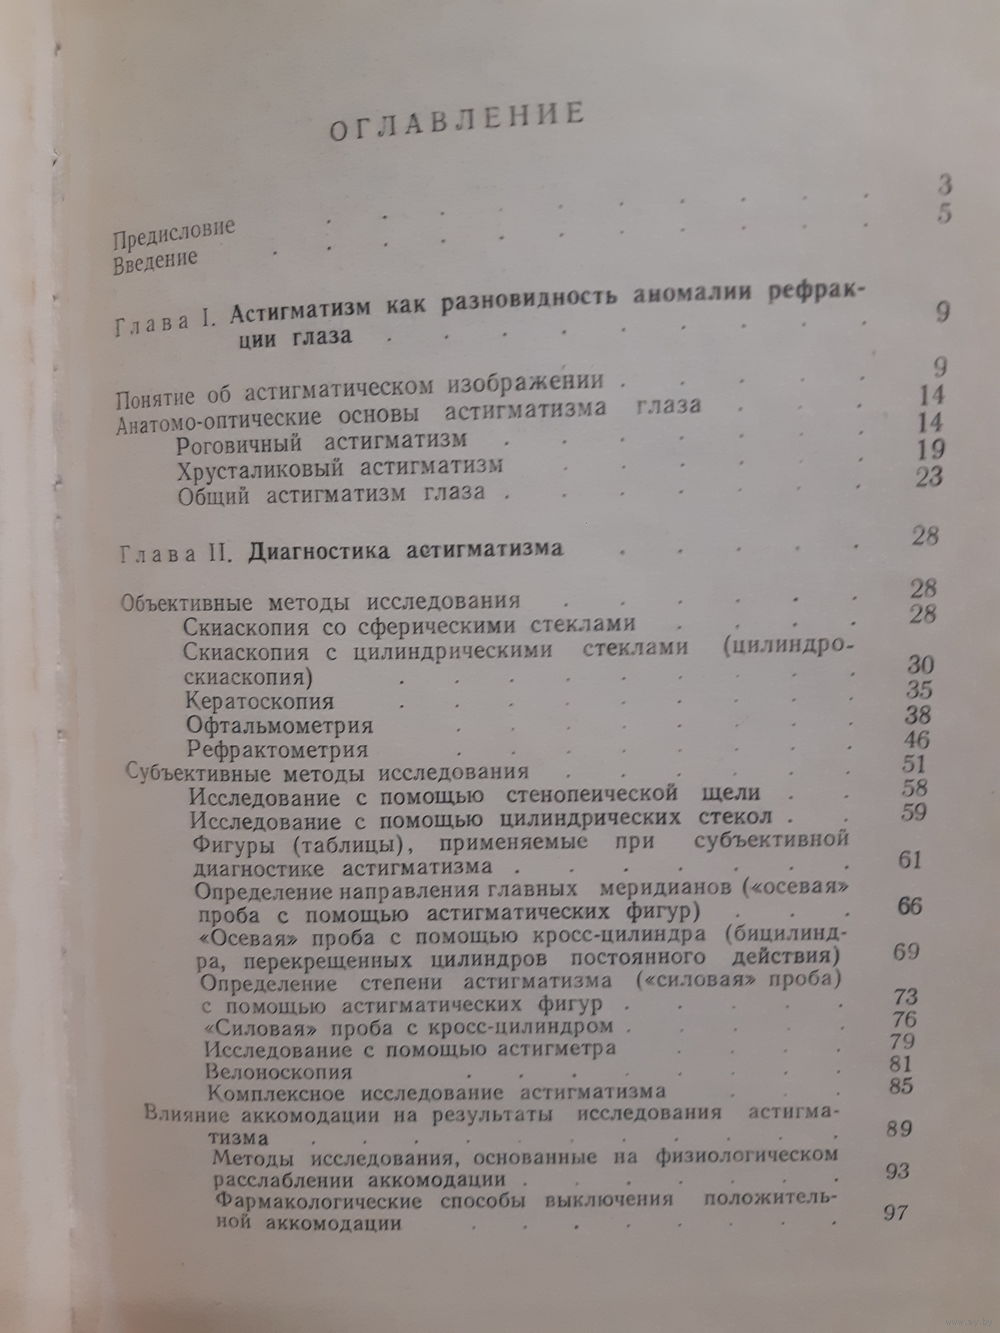 ОГЛАВЛЕНИЕ
Предисловие . . . . . . . . . . 3
Введение . . . . . . . . . . . 5
Глава I. Астигматизм как разновидность аномалии рефрак-
ции глаза . . . . . . . . . 9
Понятие об астигматическом изображении . . . . . 9
Анатомо-оптические основы астигматизма глаза . . . 14
Роговичный астигматизм . . . . . . . 14
Хрусталиковый астигматизм . . . . . . 19
Общий астигматизм глаза . . . . . . . 23
Глава II. Диагностика астигматизма . . . . . 28
Объективные методы исследования . . . . . . 28
Скиаскопия со сферическими стеклами . . . . 28
Скиаскопия с цилиндрическими стеклами (цилиндро-
скиаскопия) . . . . . . . . . 30
Кератоскопия . . . . . . . . . 35
Офтальмометрия . . . . . . . . 38
Рефрактометрия . . . . . . . . 46
Субъективные методы исследования . . . . . . 51
Исследование с помощью стенопеической щели . . 58
Исследование с помощью цилиндрических стекол . . 59
Фигуры (таблицы), применяемые при субъективной
диагностике астигматизма . . . . . . . 61
Определение направления главных меридианов («осевая»
проба с помощью астигматических фигур) . . . 66
«Осевая» проба с помощью кросс-цилиндра (бицилинд-
ра, перекрещенных цилиндров постоянного действия) 69
Определение степени астигматизма («силовая» проба)
с помощью астигматических фигур . . . . . 73
«Силовая» проба с кросс-цилиндром . . . . . 76
Исследование с помощью астигметра . . . . 79
Велоноскопия . . . . . . . . 81
Комплексное исследование астигматизма . . . 85
Влияние аккомодации на результаты исследования астигма-
тизма . . . . . . . . . . . 89
Методы исследования, основанные на физиологическом
расслаблении аккомодации . . . . . . . 93
Фармакологические способы выключения положитель-
ной аккомодации . . . . . . . . 97
www.ay.by